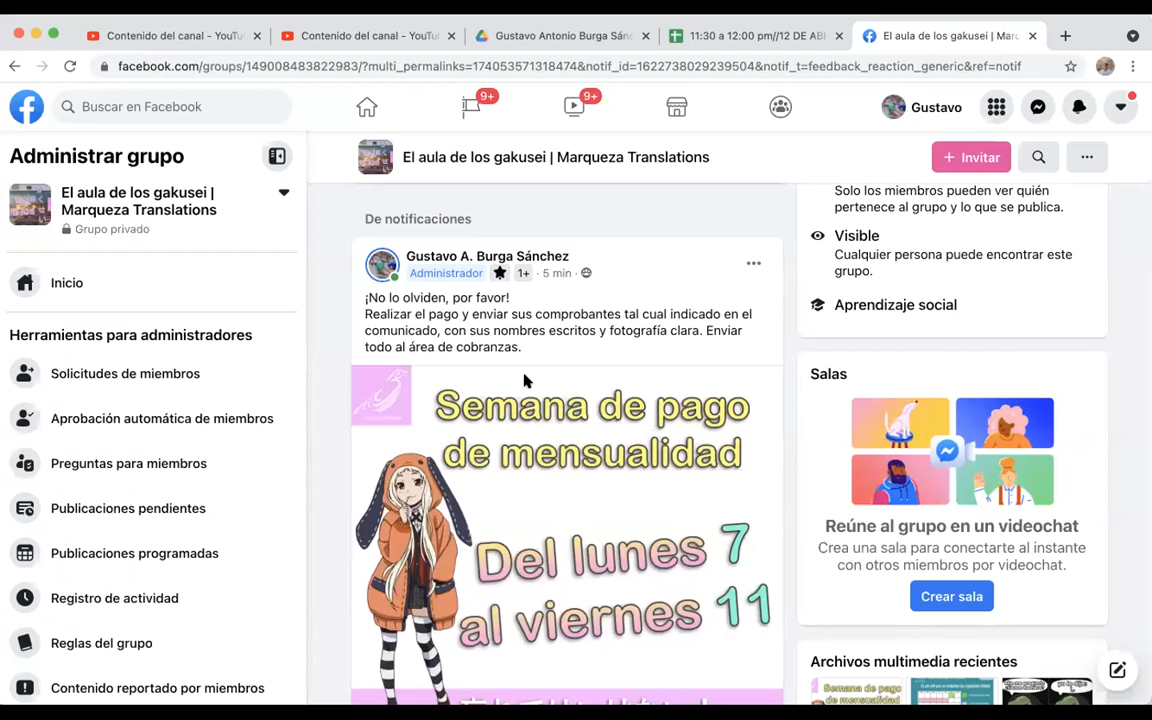 Contenido del canal - YouTu
Contenido del canal - YouTu
Gustavo Antonio Burga Sánc
11:30 a 12:00 pm//12 DE ABI
El aula de los gakusei | Marc
facebook.com/groups/149008483822983/?multi_permalinks=174053571318474&notif_id=1622738029239504&notif_t=feedback_reaction_generic&ref=notif
Buscar en Facebook
9+
9+
Gustavo
Administrar grupo
El aula de los gakusei |
Marqueza Translations
Grupo privado
Inicio
Herramientas para administradores
Solicitudes de miembros
Aprobación automática de miembros
Preguntas para miembros
Publicaciones pendientes
Publicaciones programadas
Registro de actividad
Reglas del grupo
Contenido reportado por miembros
El aula de los gakusei | Marqueza Translations
+ Invitar
De notificaciones
Gustavo A. Burga Sánchez
Administrador 1+ · 5 min ·
¡No lo olviden, por favor!
Realizar el pago y enviar sus comprobantes tal cual indicado en el
comunicado, con sus nombres escritos y fotografía clara. Enviar
todo al área de cobranzas.
Semana de pago
de mensualidad
Del lunes 7
al viernes 11
Solo los miembros pueden ver quién
pertenece al grupo y lo que se publica.
Visible
Cualquier persona puede encontrar este
grupo.
Aprendizaje social
Salas
Reúne al grupo en un videochat
Crea una sala para conectarte al instante
con otros miembros por videochat.
Crear sala
Archivos multimedia recientes
Semana de pago